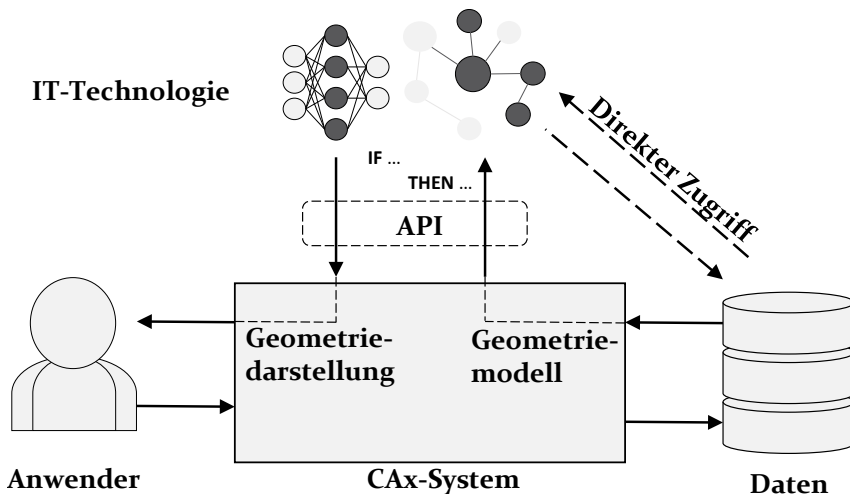 IT-Technologie
Direkter Zugriff
IF ...
THEN ...
API
Geometrie-
darstellung
Geometrie-
modell
Anwender
CAx-System
Daten